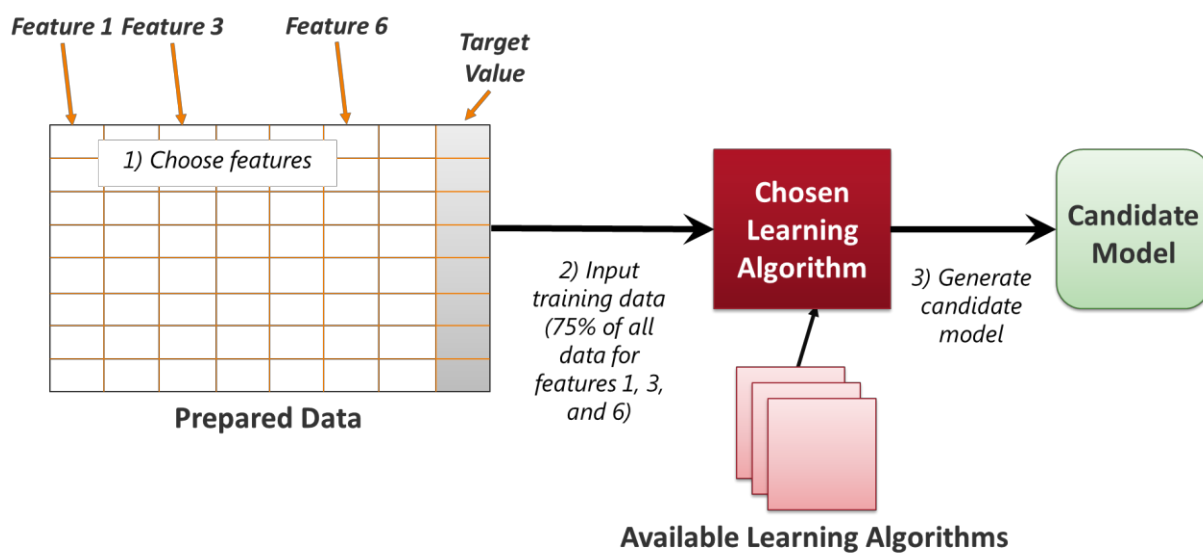 Feature 1 Feature 3 Feature 6
Target
Value
1) Choose features
Prepared Data
2) Input
training data
(75% of all
data for
features 1, 3,
and 6)
Chosen
Learning
Algorithm
3) Generate
candidate
model
Candidate
Model
Available Learning Algorithms